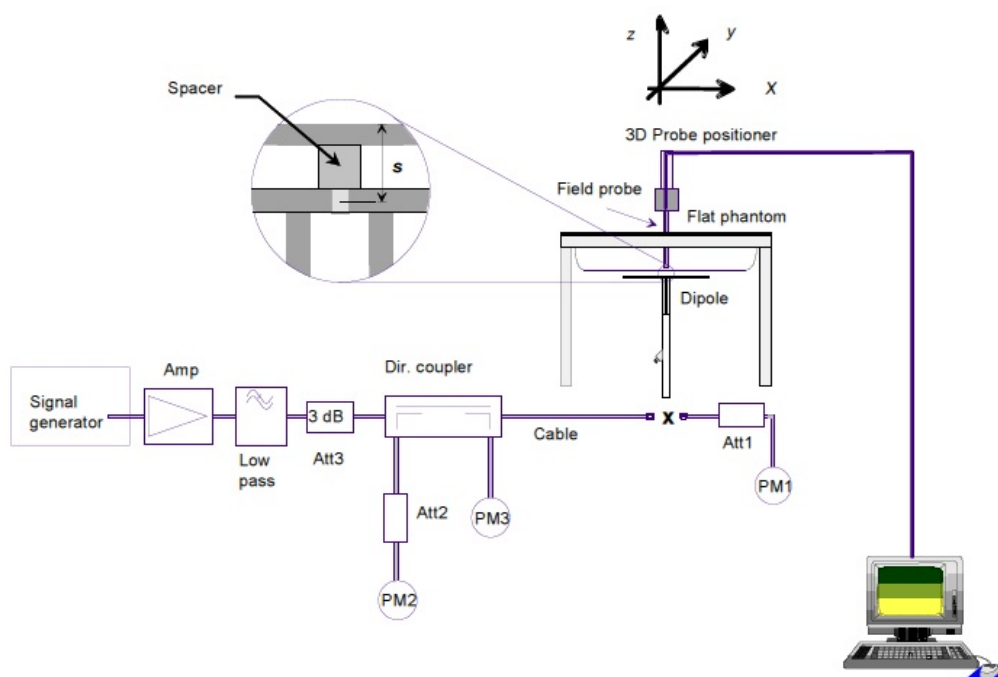 z
y
X
Spacer
s
3D Probe positioner
Field probe
Flat phantom
Dipole
Signal
generator
Amp
Low
pass
3 dB
Att3
Dir. coupler
Att2
PM2
PM3
Cable
X
Att1
PM1